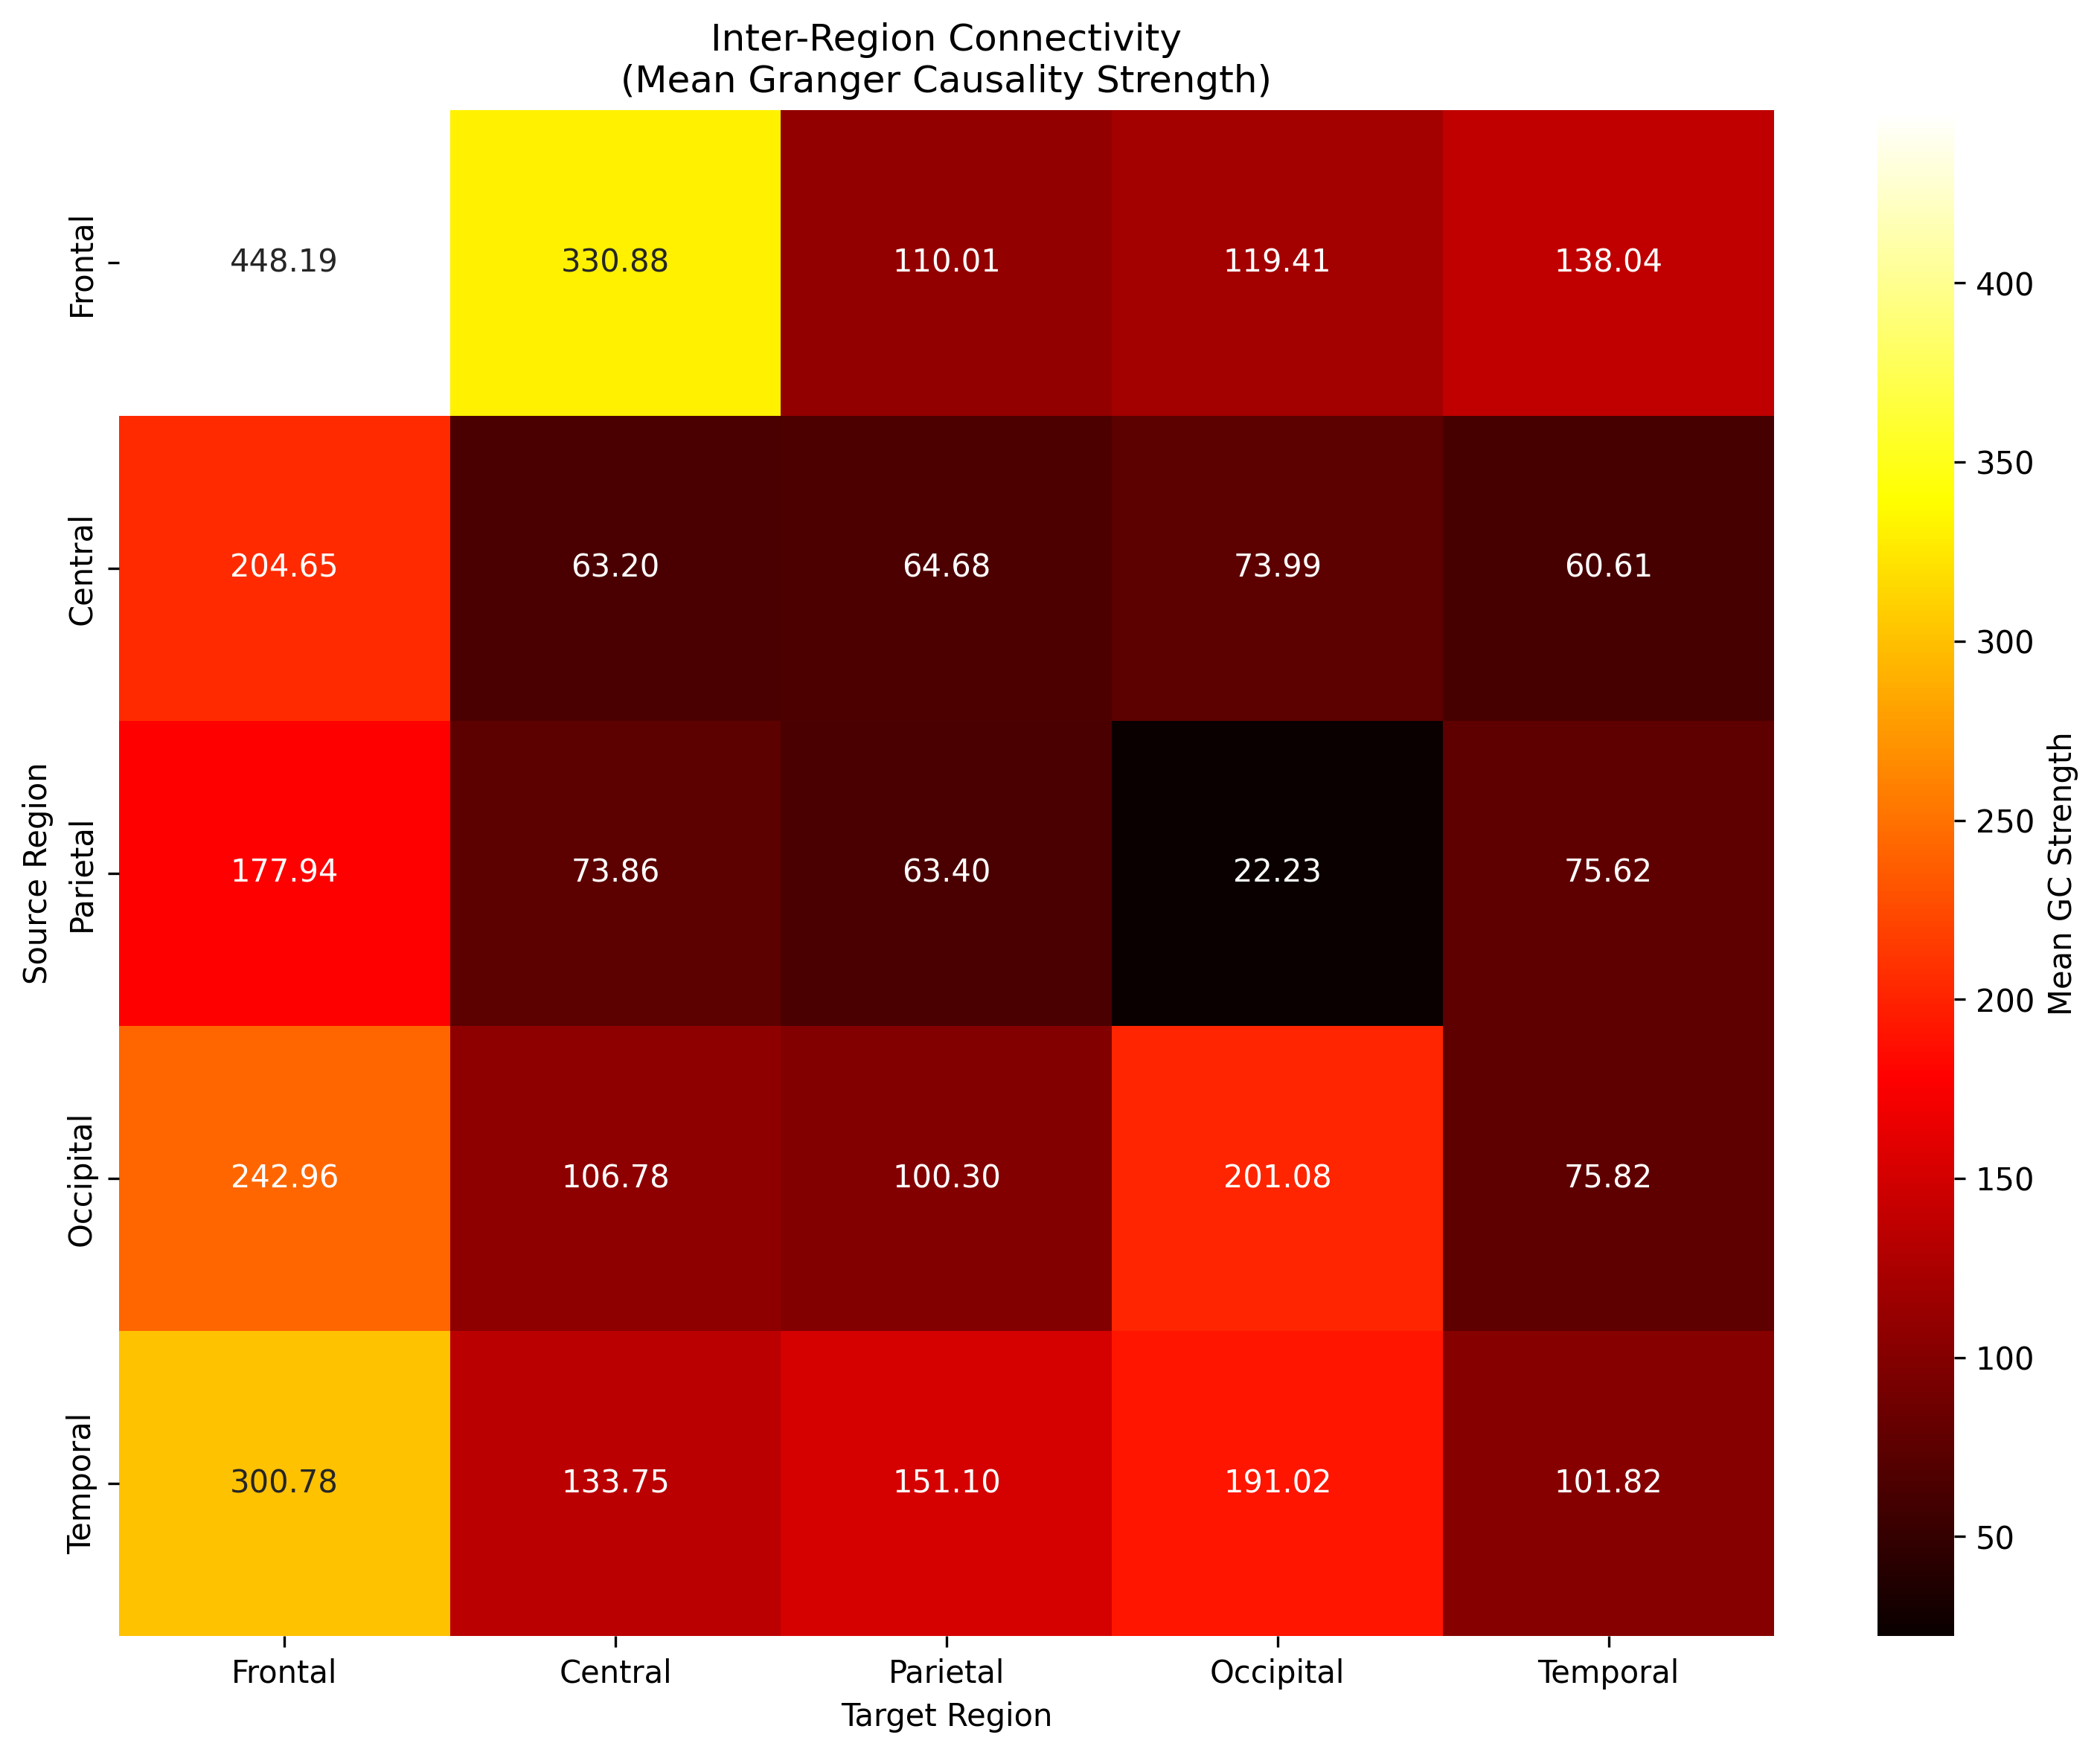 Inter-Region Connectivity
(Mean Granger Causality Strength)
Source Region
Frontal
448.19 330.88 110.01 119.41 138.04
Central
204.65 63.20 64.68 73.99 60.61
Parietal
177.94 73.86 63.40 22.23 75.62
Occipital
242.96 106.78 100.30 201.08 75.82
Temporal
300.78 133.75 151.10 191.02 101.82
Frontal Central Parietal Occipital Temporal
Target Region
400
350
300
250
200
150
100
50
Mean GC Strength